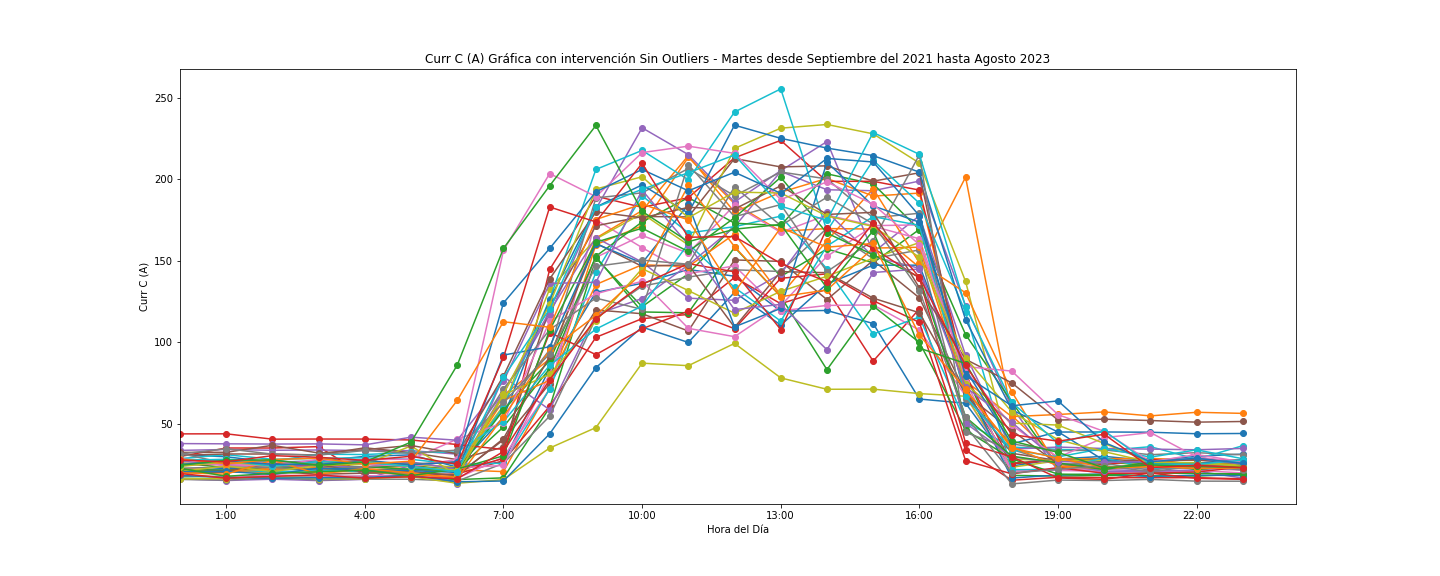 Curr C (A) Gráfica con intervención Sin Outliers - Martes desde Septiembre del 2021 hasta Agosto 2023
250
200
150
100
50
Curr C (A)
1:00 4:00 7:00 10:00 13:00 16:00 19:00 22:00
Hora del Día